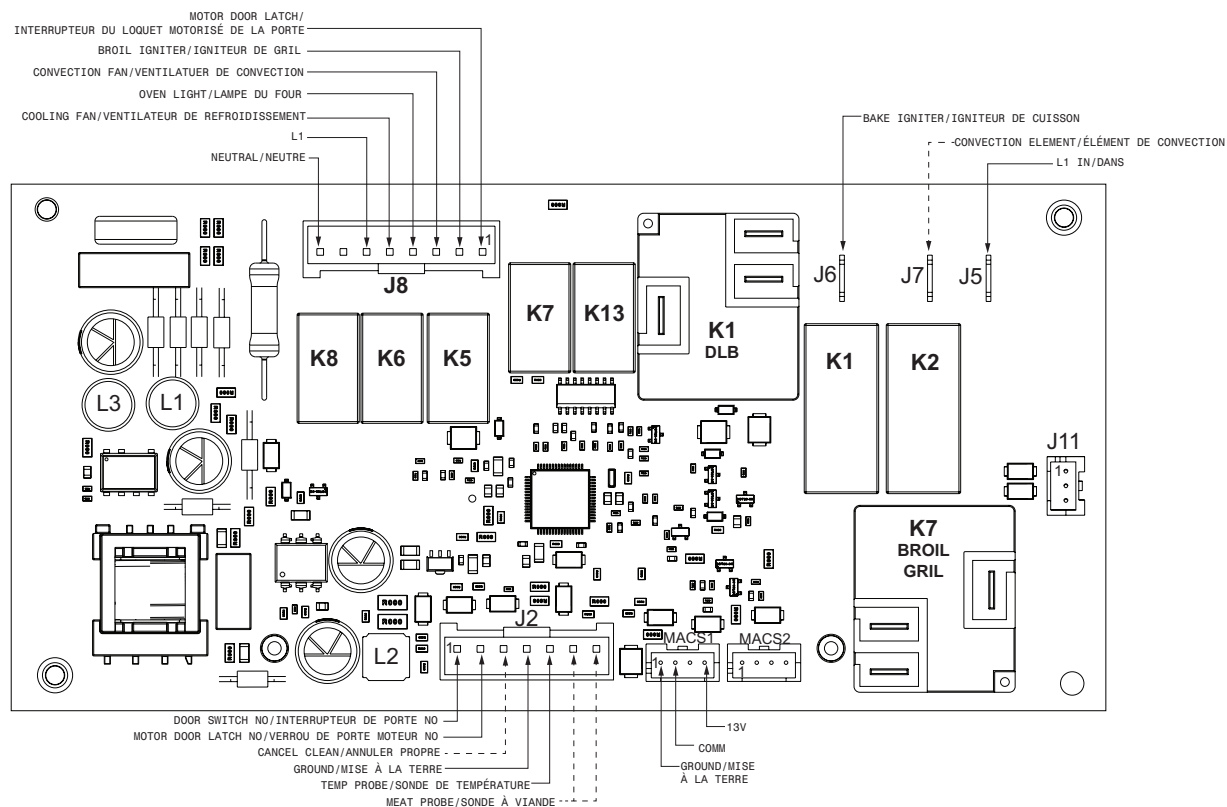 MOTOR DOOR LATCH/
INTERRUPTEUR DU LOQUET MOTORISÉ DE LA PORTE
BROIL IGNITER/IGNITEUR DE GRIL
CONVECTION FAN/VENTILATUER DE CONVECTION
OVEN LIGHT/LAMPE DU FOUR
COOLING FAN/VENTILATEUR DE REFROIDISSEMENT
L1
NEUTRAL/NEUTRE
BAKE IGNITER/IGNITEUR DE CUISSON
CONVECTION ELEMENT/ÉLÉMENT DE CONVECTION
L1 IN/DANS
1
J8
J6
J7
J5
K7
K13
K1
DLB
K8
K6
K5
K1
K2
L3
L1
J11
1
K7
BROIL
GRIL
J2
1
L2
MACS1
1
MACS2
1
DOOR SWITCH NO/INTERRUPTEUR DE PORTE NO
MOTOR DOOR LATCH NO/VERROU DE PORTE MOTEUR NO
CANCEL CLEAN/ANNULER PROPRE
GROUND/MISE À LA TERRE
TEMP PROBE/SONDE DE TEMPÉRATURE
MEAT PROBE/SONDE À VIANDE
13V
COMM
GROUND/MISE
À LA TERRE